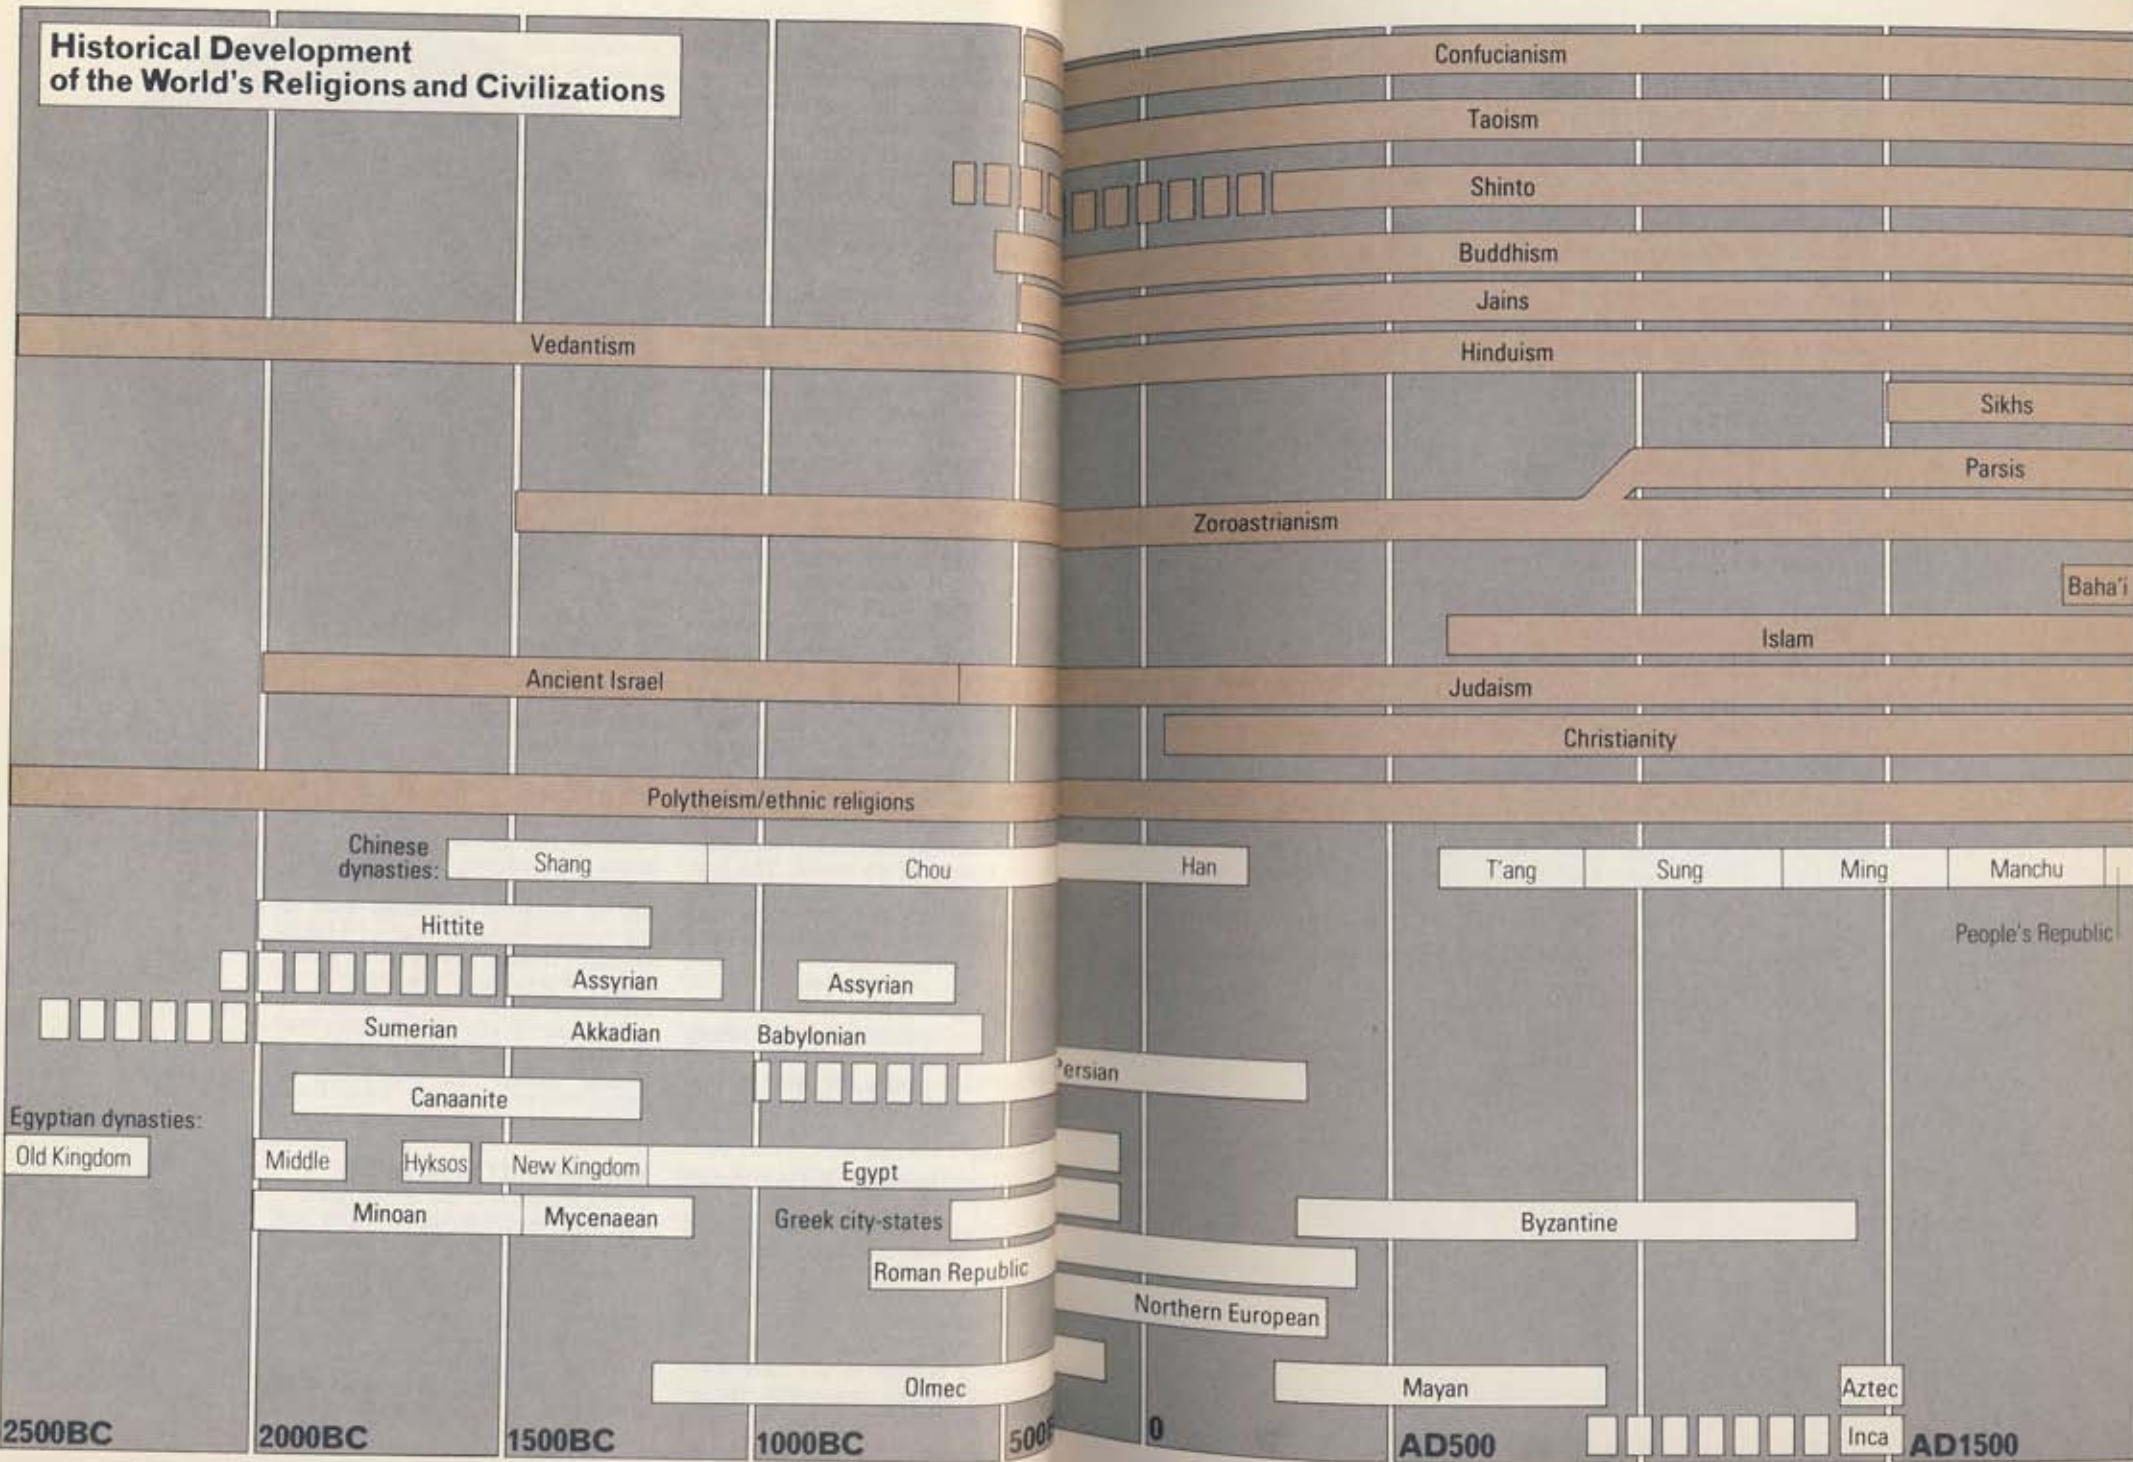 Historical Development
of the World's Religions and Civilizations
Confucianism
Taoism
Shinto
Buddhism
Jains
Vedantism
Hinduism
Sikhs
Parsis
Zoroastrianism
Baha'i
Islam
Ancient Israel
Judaism
Christianity
Polytheism/ethnic religions
Chinese
dynasties:
Shang
Chou
Han
T'ang
Sung
Ming
Manchu
People's Republic
Hittite
Assyrian
Assyrian
Sumerian
Akkadian
Babylonian
Persian
Canaanite
Egyptian dynasties:
Old Kingdom
Middle
Hyksos
New Kingdom
Egypt
Minoan
Mycenaean
Greek city-states
Byzantine
Roman Republic
Northern European
Olmec
Mayan
Aztec
Inca
2500BC
2000BC
1500BC
1000BC
500
0
AD500
AD1500